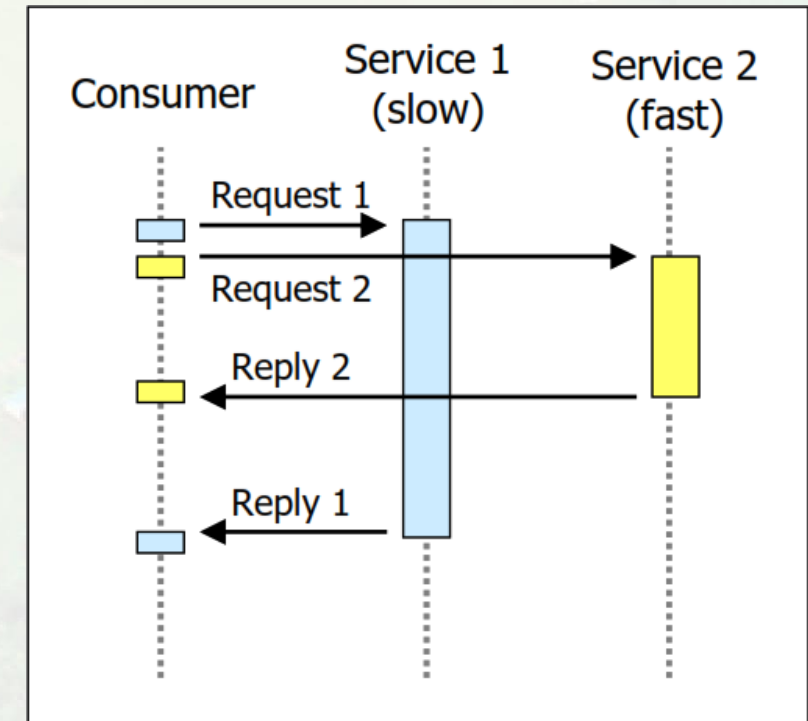 Consumer
Service 1
(slow)
Service 2
(fast)
Request 1
Request 2
Reply 2
Reply 1